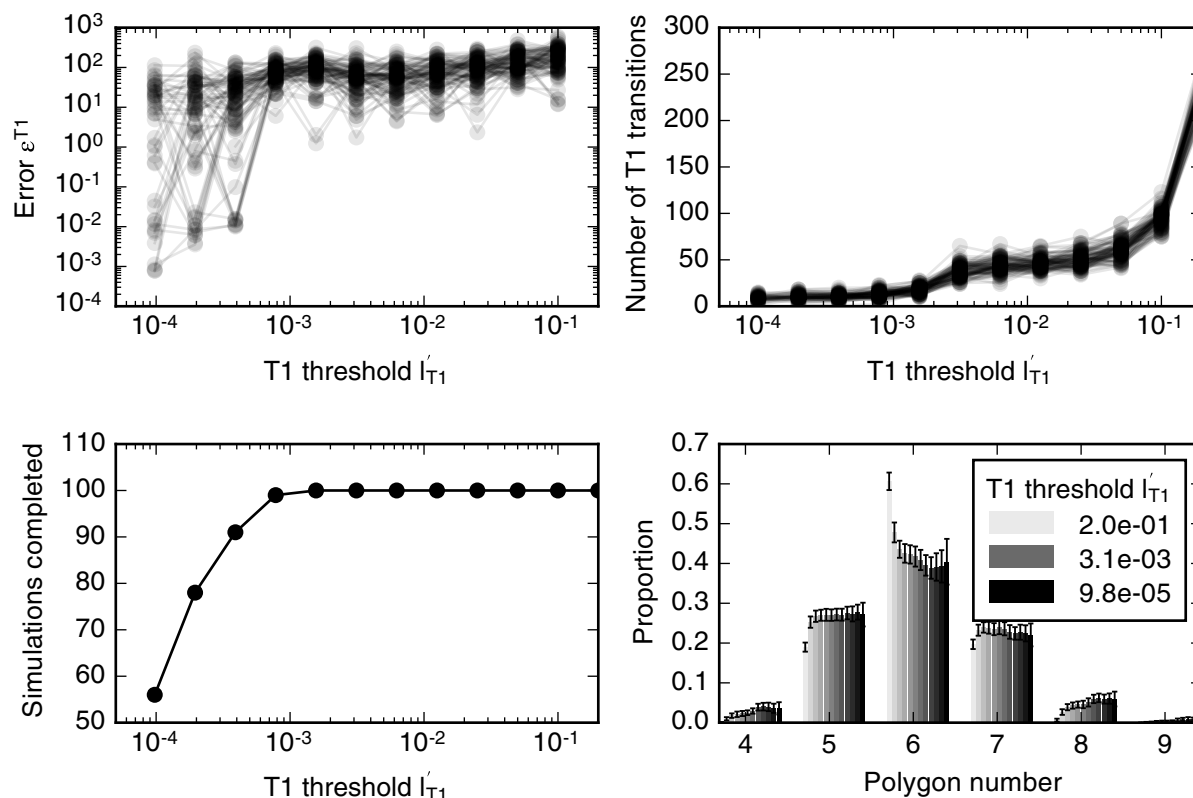 10³
10²
10¹
10⁰
10⁻¹
10⁻²
10⁻³
10⁻⁴
Error ε^T1
10⁻⁴ 10⁻³ 10⁻² 10⁻¹
T1 threshold l'_T1
300
250
200
150
100
50
0
Number of T1 transitions
10⁻⁴ 10⁻³ 10⁻² 10⁻¹
T1 threshold l'_T1
110
100
90
80
70
60
50
Simulations completed
10⁻⁴ 10⁻³ 10⁻² 10⁻¹
T1 threshold l'_T1
0.7
0.6
0.5
0.4
0.3
0.2
0.1
0.0
Proportion
T1 threshold l'_T1
2.0e-01
3.1e-03
9.8e-05
4 5 6 7 8 9
Polygon number